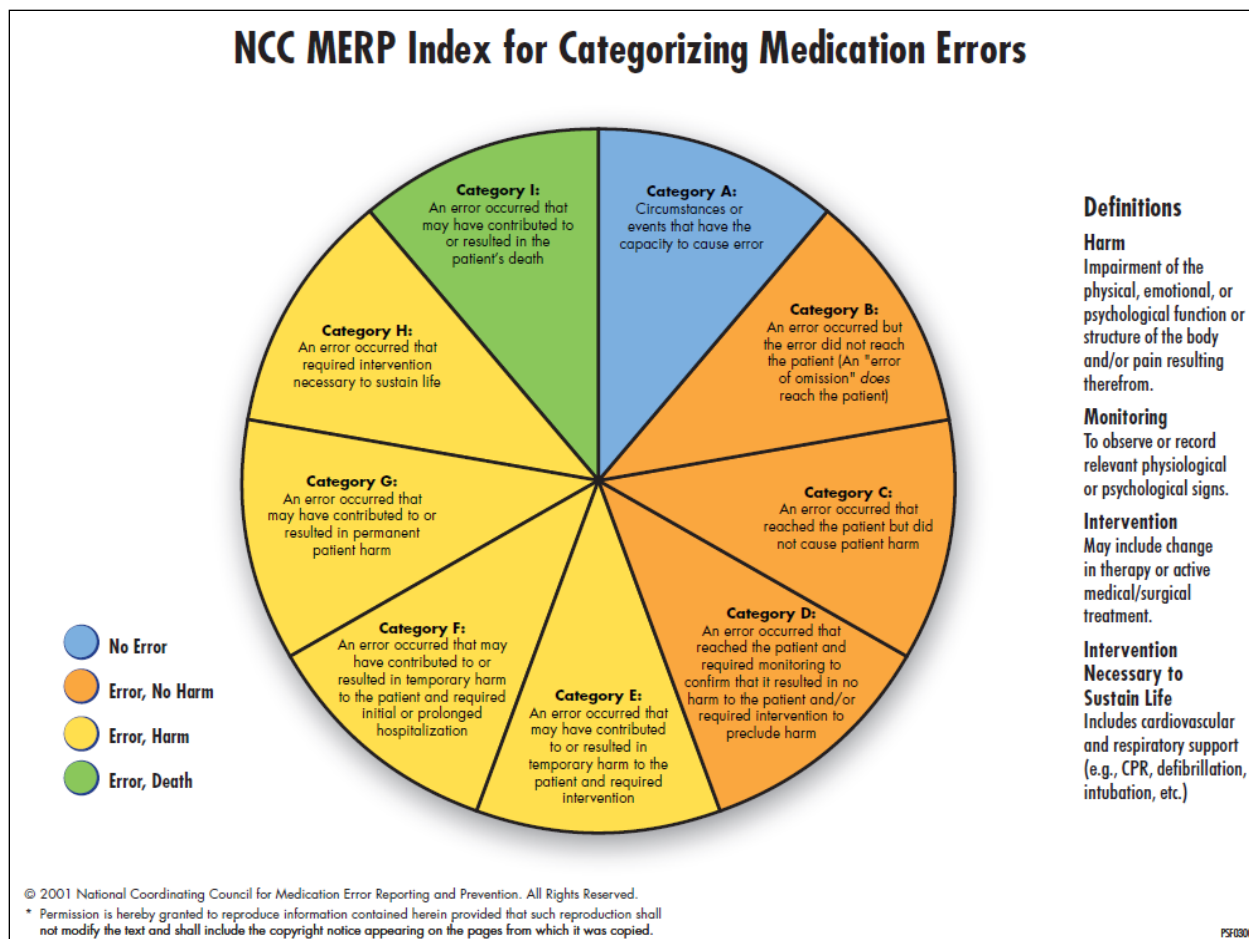 NCC MERP Index for Categorizing Medication Errors
Category I:
An error occurred that
may have contributed to
or resulted in the
patient's death
Category A:
Circumstances or
events that have the
capacity to cause error
Category B:
An error occurred but
the error did not reach
the patient (An "error
of omission" does
reach the patient)
Category H:
An error occurred that
required intervention
necessary to sustain life
Category G:
An error occurred that
may have contributed to or
resulted in permanent
patient harm
Category C:
An error occurred that
reached the patient but did
not cause patient harm
Category F:
An error occurred that may
have contributed to or
resulted in temporary harm
to the patient and required
initial or prolonged
hospitalization
Category E:
An error occurred that
may have contributed
to or resulted in
temporary harm to the
patient and required
intervention
Category D:
An error occurred that
reached the patient and
required monitoring to
confirm that it resulted in no
harm to the patient and/or
required intervention to
preclude harm
No Error
Error, No Harm
Error, Harm
Error, Death
Definitions
Harm
Impairment of the
physical, emotional, or
psychological function or
structure of the body
and/or pain resulting
therefrom.
Monitoring
To observe or record
relevant physiological
or psychological signs.
Intervention
May include change
in therapy or active
medical/surgical
treatment.
Intervention
Necessary to
Sustain Life
Includes cardiovascular
and respiratory support
(e.g., CPR, defibrillation,
intubation, etc.)
© 2001 National Coordinating Council for Medication Error Reporting and Prevention. All Rights Reserved.
* Permission is hereby granted to reproduce information contained herein provided that such reproduction shall
not modify the text and shall include the copyright notice appearing on the pages from which it was copied.